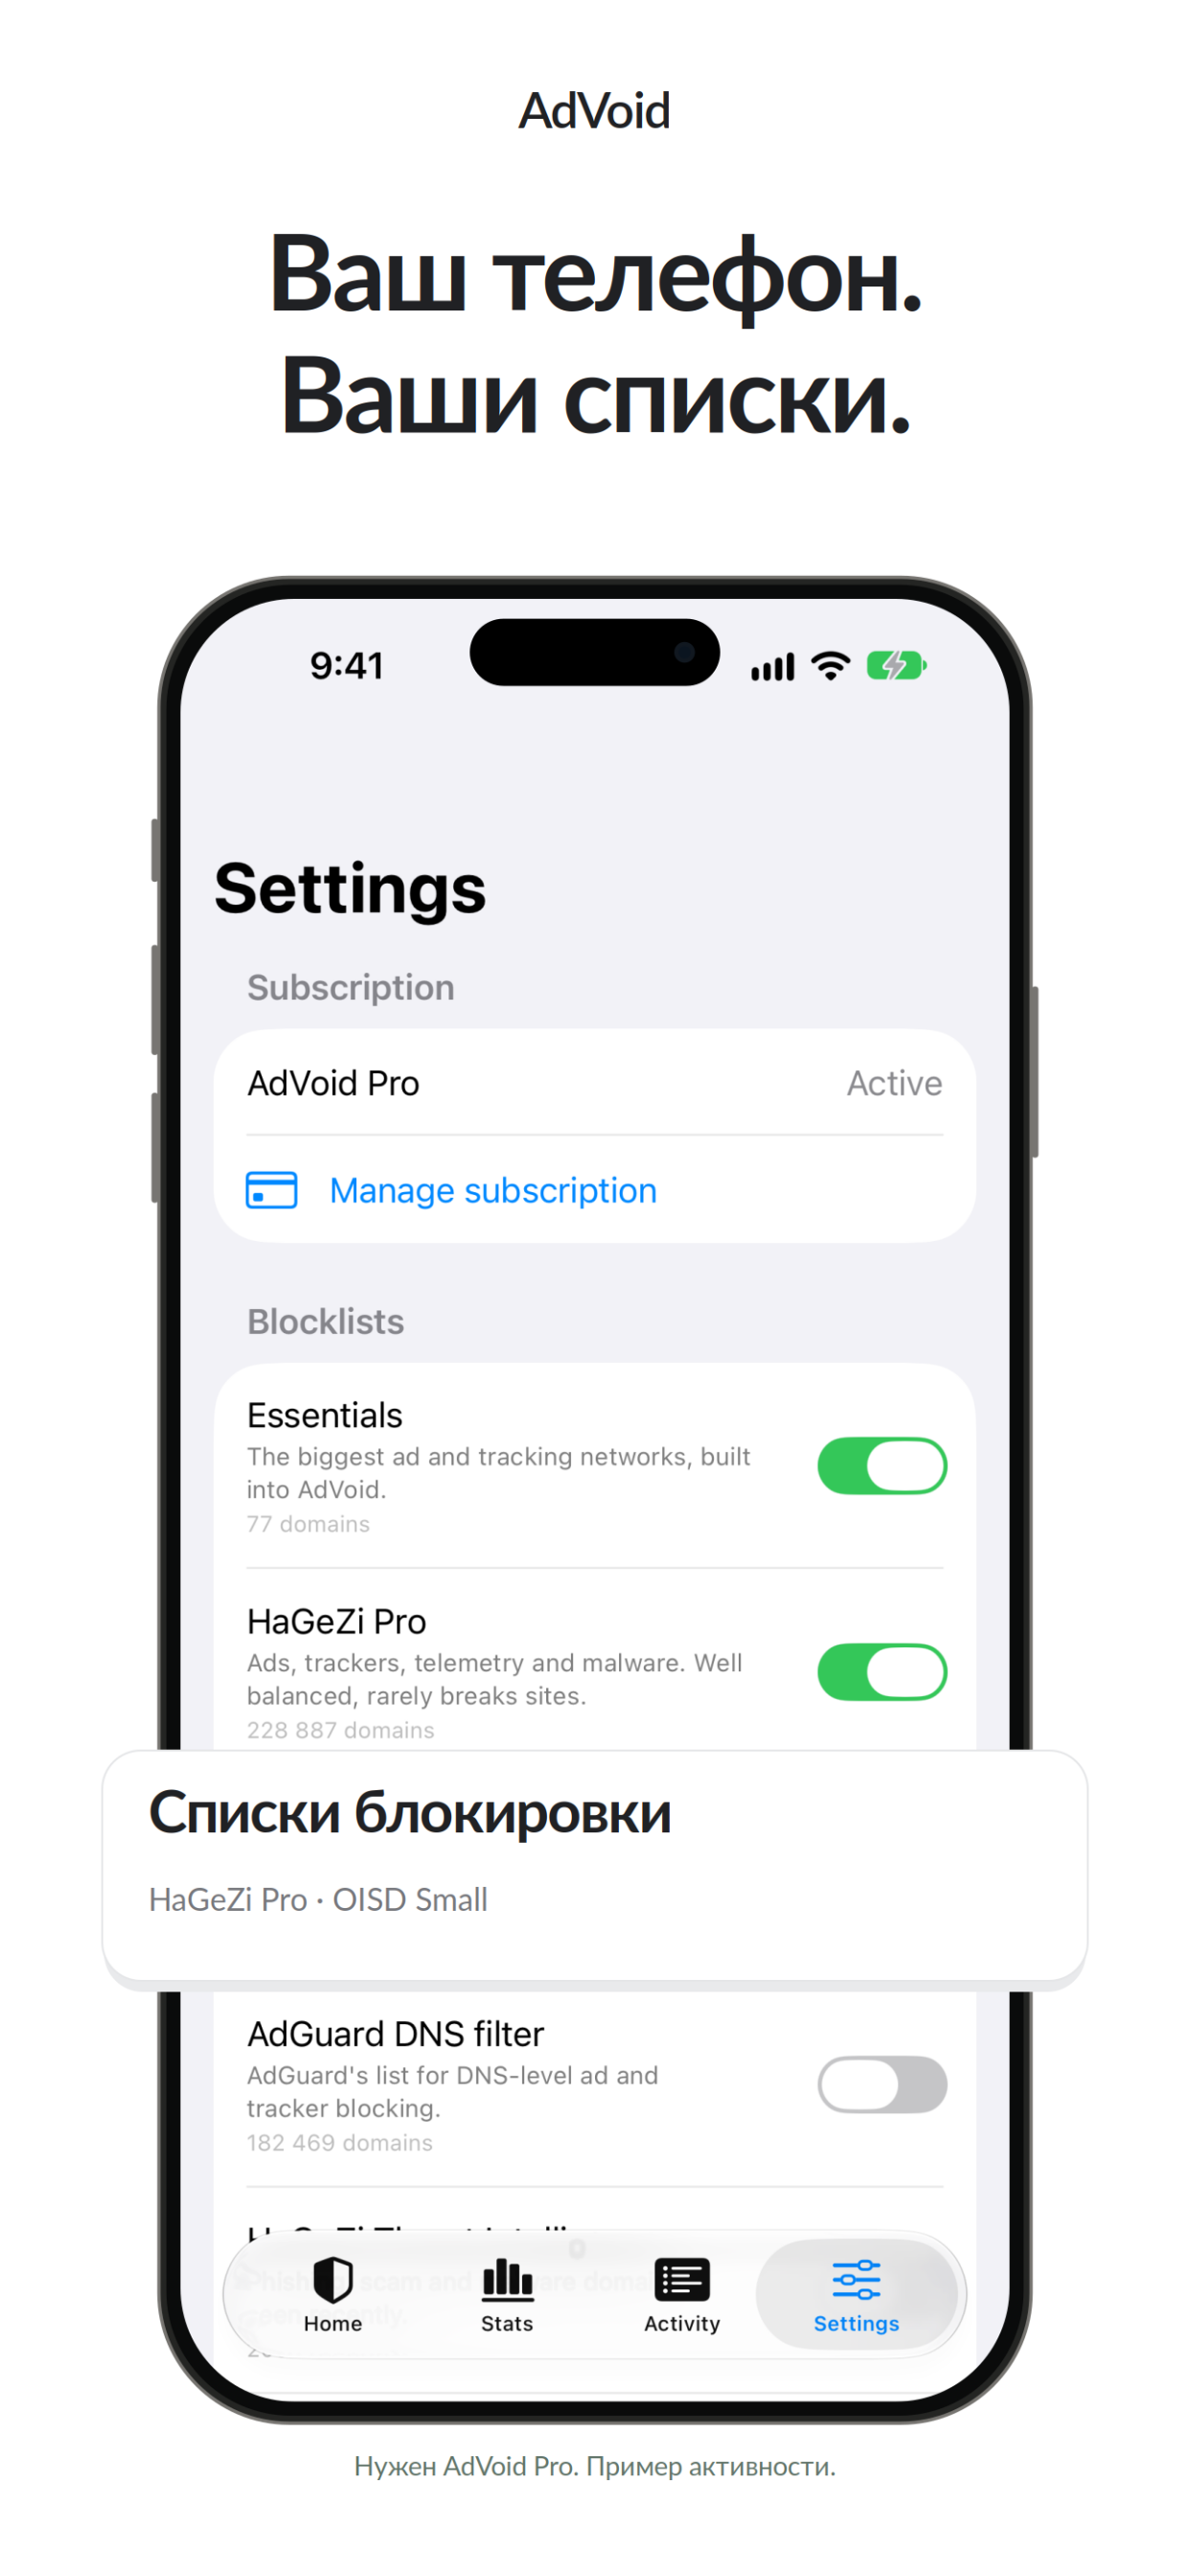 AdVoid
Ваш телефон.
Ваши списки.
9:41
Settings
Subscription
AdVoid Pro
Active
Manage subscription
Blocklists
Essentials
The biggest ad and tracking networks, built
into AdVoid.
77 domains
HaGeZi Pro
Ads, trackers, telemetry and malware. Well
balanced, rarely breaks sites.
228 887 domains
Списки блокировки
HaGeZi Pro · OISD Small
AdGuard DNS filter
AdGuard's list for DNS-level ad and
tracker blocking.
182 469 domains
Home
Stats
Activity
Settings
Нужен AdVoid Pro. Пример активности.